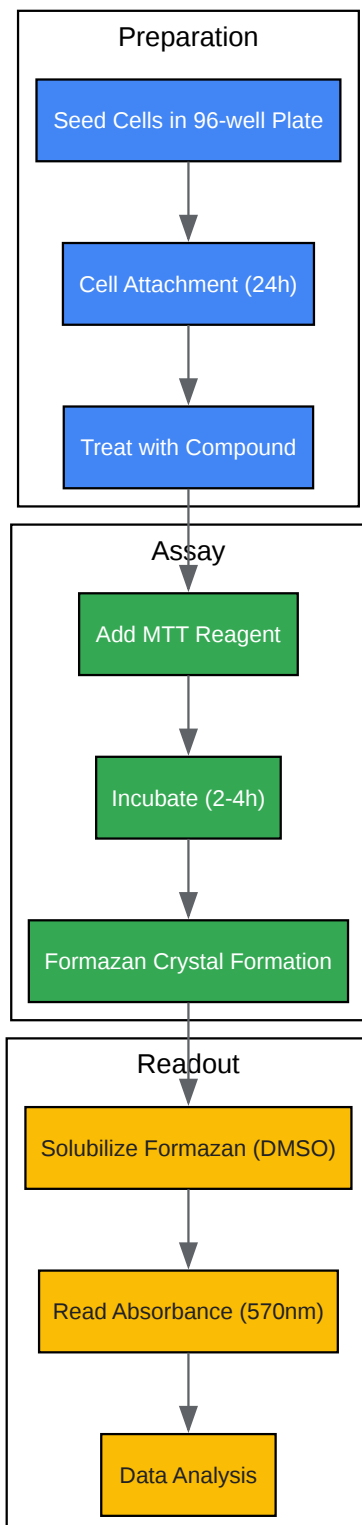 Preparation
Seed Cells in 96-well Plate
Cell Attachment (24h)
Treat with Compound
Assay
Add MTT Reagent
Incubate (2-4h)
Formazan Crystal Formation
Readout
Solubilize Formazan (DMSO)
Read Absorbance (570nm)
Data Analysis